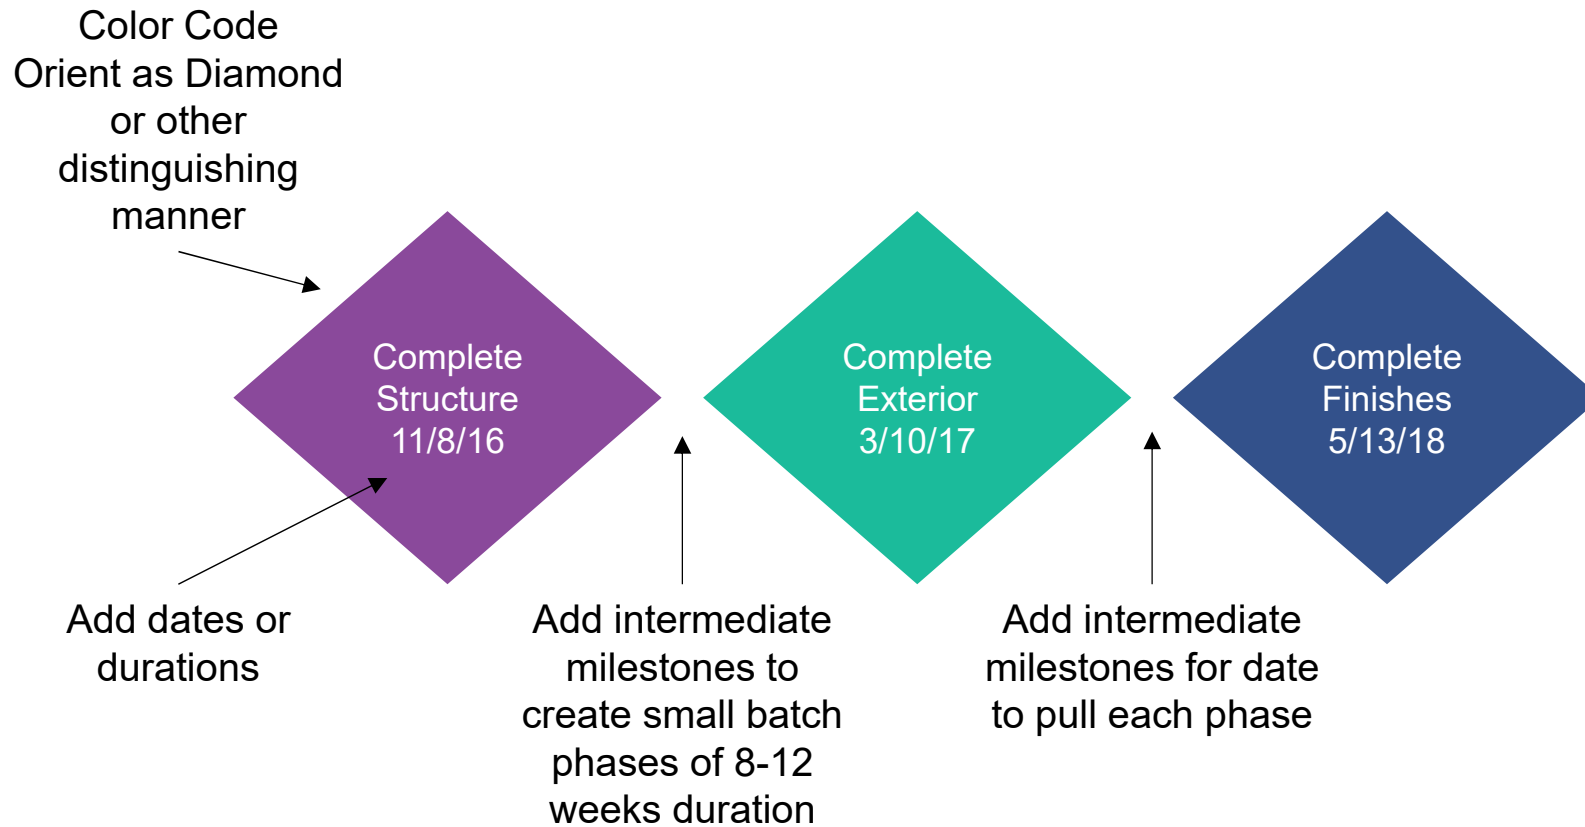 Color Code
Orient as Diamond
or other
distinguishing
manner
Complete
Structure
11/8/16
Complete
Exterior
3/10/17
Complete
Finishes
5/13/18
Add dates or
durations
Add intermediate
milestones to
create small batch
phases of 8-12
weeks duration
Add intermediate
milestones for date
to pull each phase